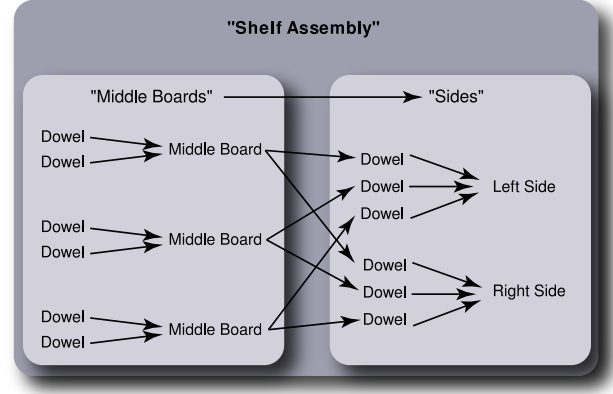 "Shelf Assembly"
"Middle Boards"
Dowel
Dowel
Middle Board
Dowel
Dowel
Middle Board
Dowel
Dowel
Middle Board
"Sides"
Dowel
Dowel
Dowel
Left Side
Dowel
Dowel
Dowel
Right Side